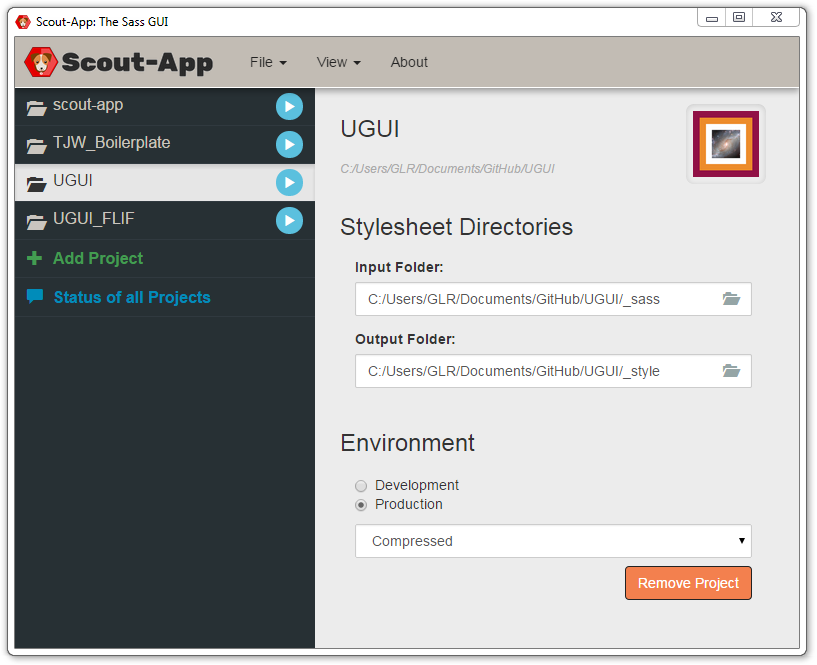 Scout-App: The Sass GUI
Scout-App File View About
scout-app
TJW_Boilerplate
UGUI
UGUI_FLIF
Add Project
Status of all Projects
UGUI
C:/Users/GLR/Documents/GitHub/UGUI
Stylesheet Directories
Input Folder:
C:/Users/GLR/Documents/GitHub/UGUI/_sass
Output Folder:
C:/Users/GLR/Documents/GitHub/UGUI/_style
Environment
Development
Production
Compressed
Remove Project